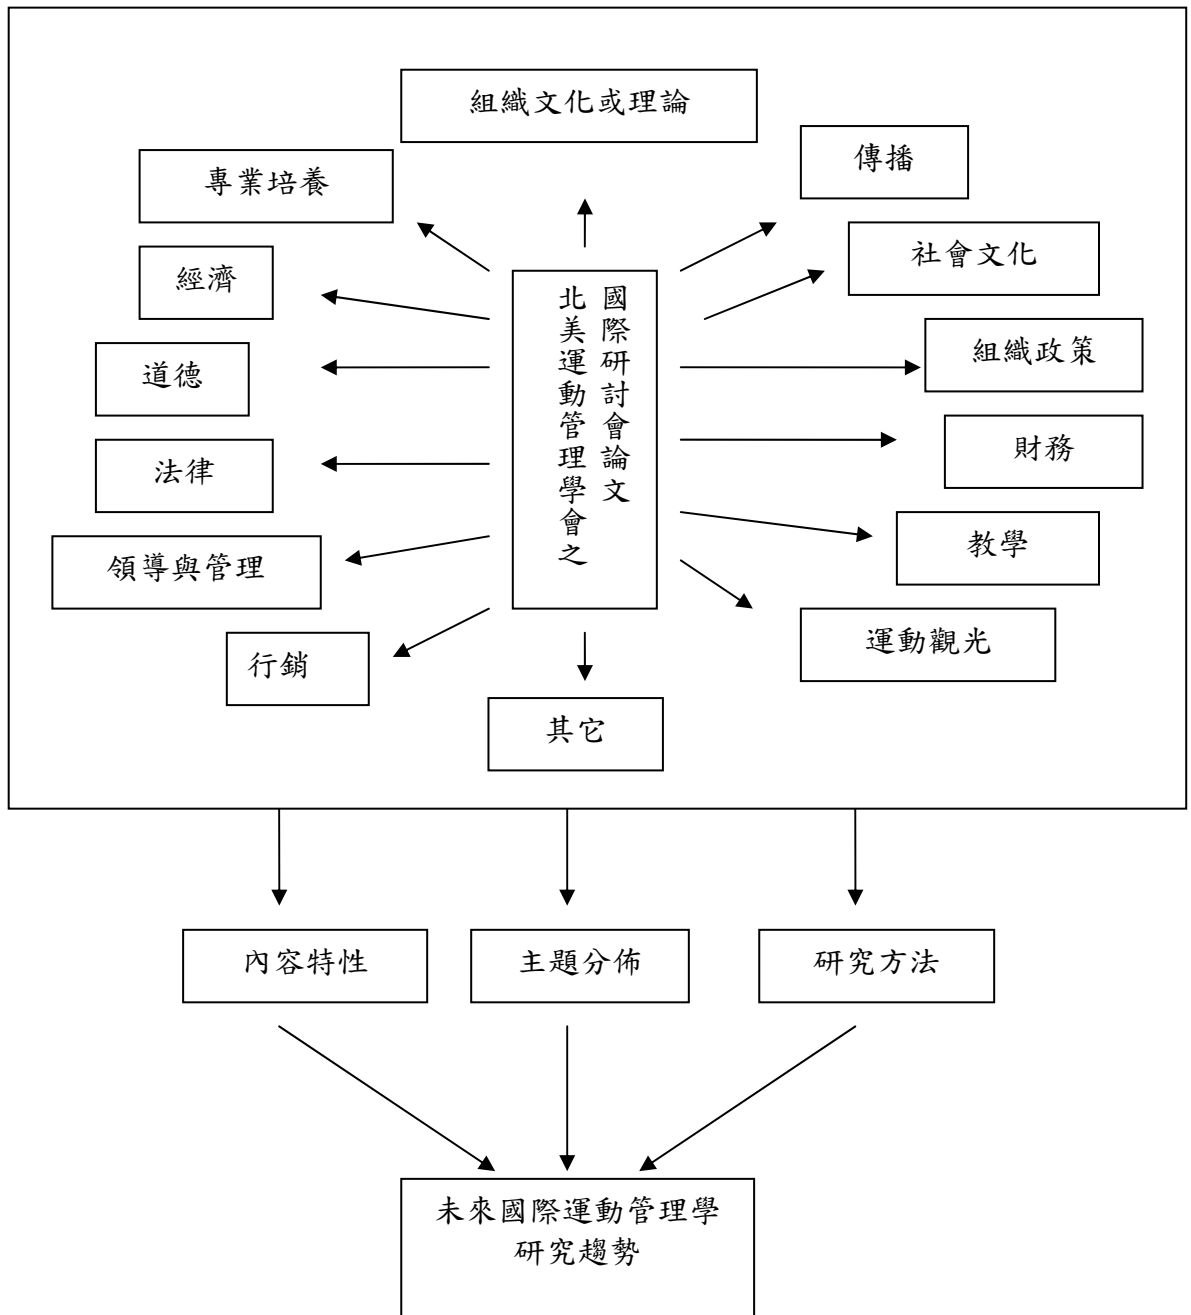 組織文化或理論
傳播
專業培養
社會文化
經濟
組織政策
道德
財務
法律
教學
領導與管理
運動觀光
行銷
其它
北美運動管理學會之
國際研討會論文
內容特性
主題分佈
研究方法
未來國際運動管理學
研究趨勢